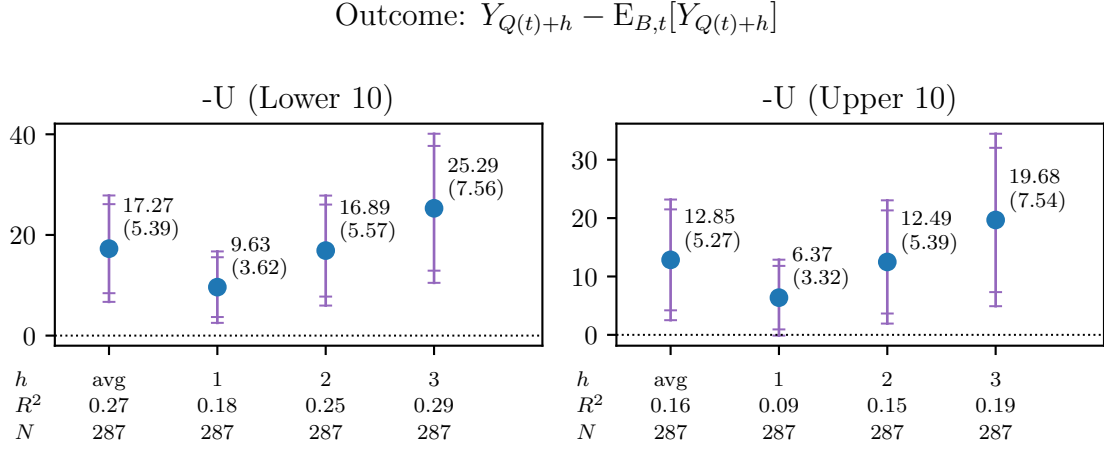 Outcome: Y_{Q(t)+h} − E_{B,t}[Y_{Q(t)+h}]
-U (Lower 10)
40
20
0
17.27
(5.39)
9.63
(3.62)
16.89
(5.57)
25.29
(7.56)
h avg 1 2 3
R² 0.27 0.18 0.25 0.29
N 287 287 287 287
-U (Upper 10)
30
20
10
0
12.85
(5.27)
6.37
(3.32)
12.49
(5.39)
19.68
(7.54)
h avg 1 2 3
R² 0.16 0.09 0.15 0.19
N 287 287 287 287